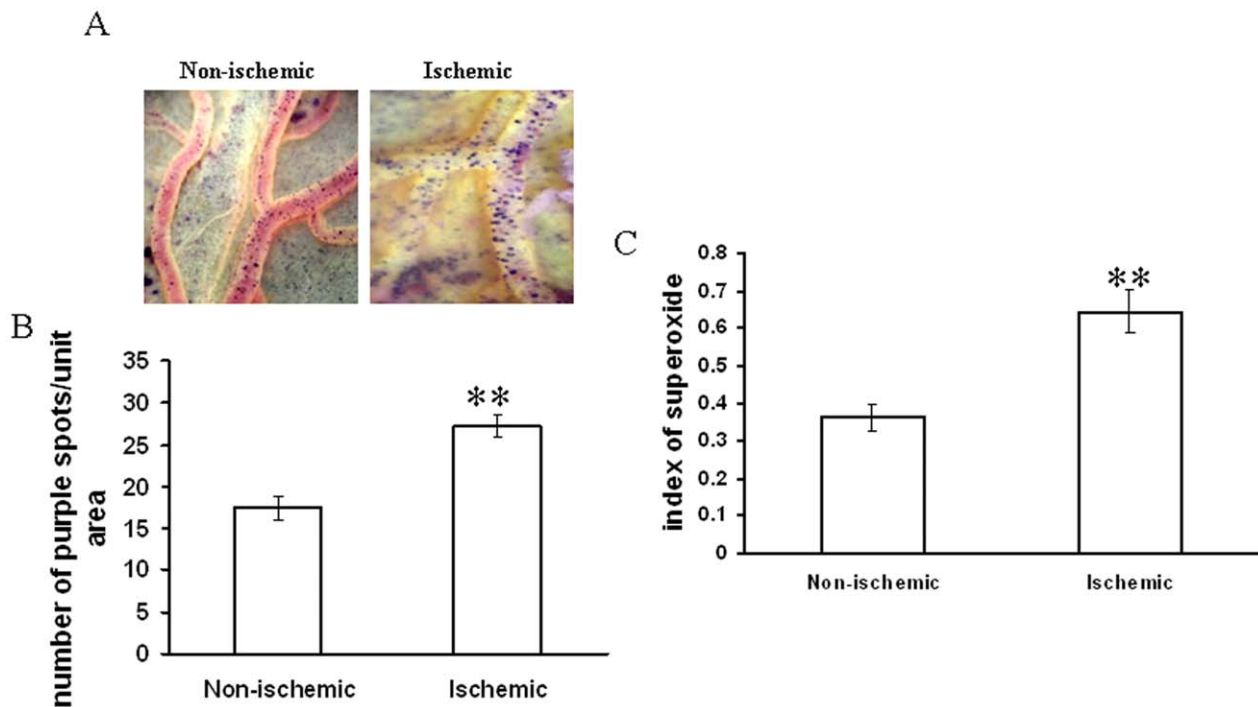 A
Non-ischemic Ischemic
B
number of purple spots/unit
area
35
30
25
20
15
10
5
0
**
Non-ischemic Ischemic
C
index of superoxide
0.8
0.7
0.6
0.5
0.4
0.3
0.2
0.1
0
**
Non-ischemic Ischemic